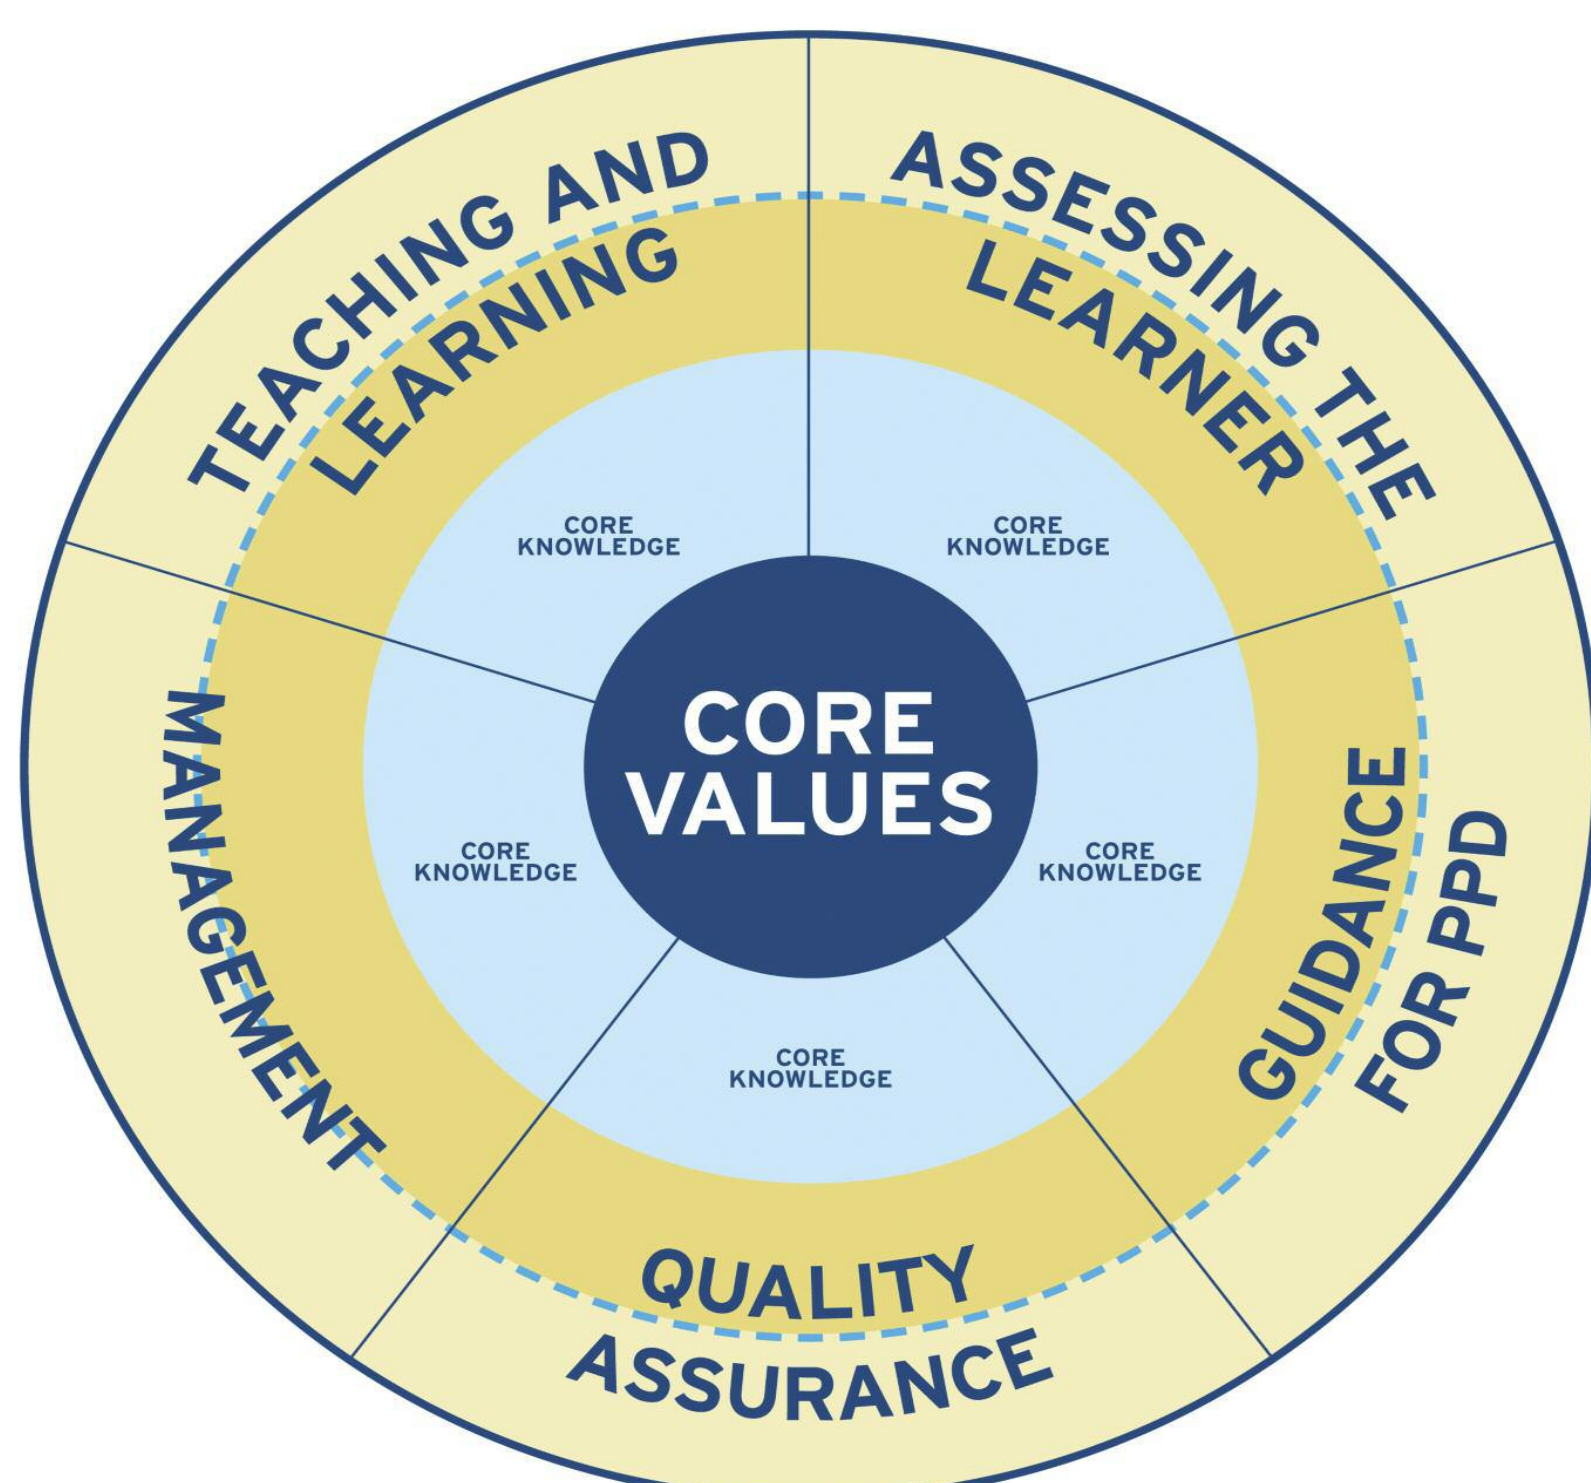 TEACHING AND
LEARNING
ASSESSING THE
LEARNER
CORE
KNOWLEDGE
CORE
KNOWLEDGE
CORE
VALUES
MANAGEMENT
GUIDANCE
FOR PPD
CORE
KNOWLEDGE
CORE
KNOWLEDGE
CORE
KNOWLEDGE
QUALITY
ASSURANCE